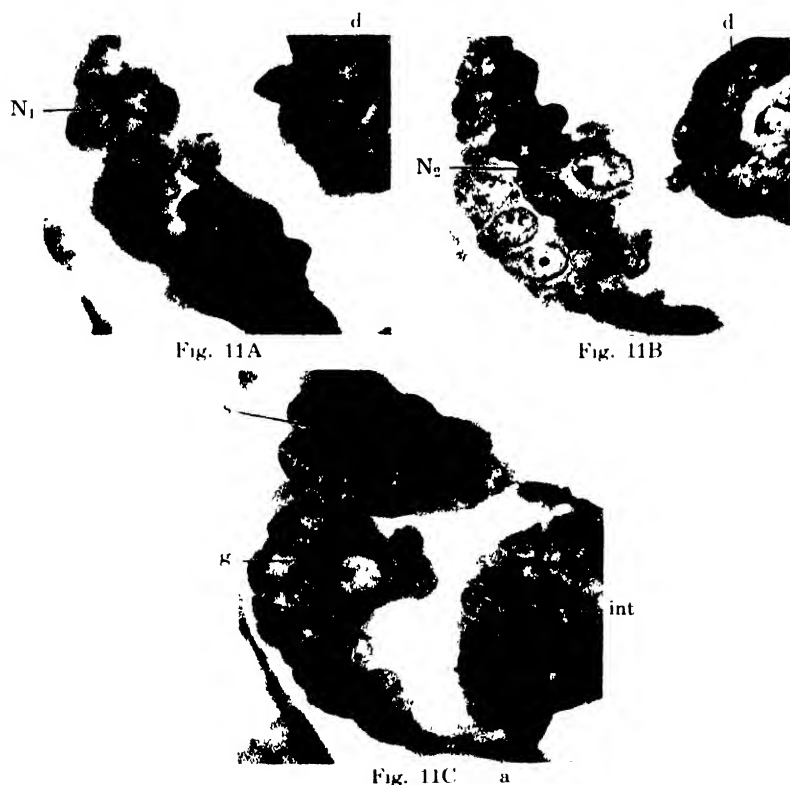 d
d
N₁
N₂
Fig. 11A
Fig. 11B
g
int
Fig. 11C
a